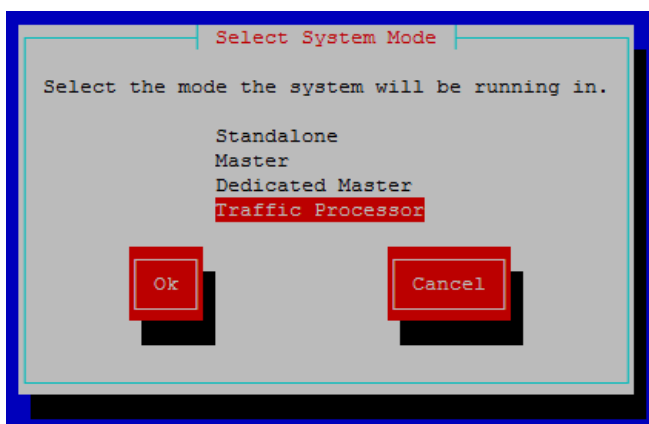 Select System Mode
Select the mode the system will be running in.
Standalone
Master
Dedicated Master
Traffic Processor
Ok Cancel